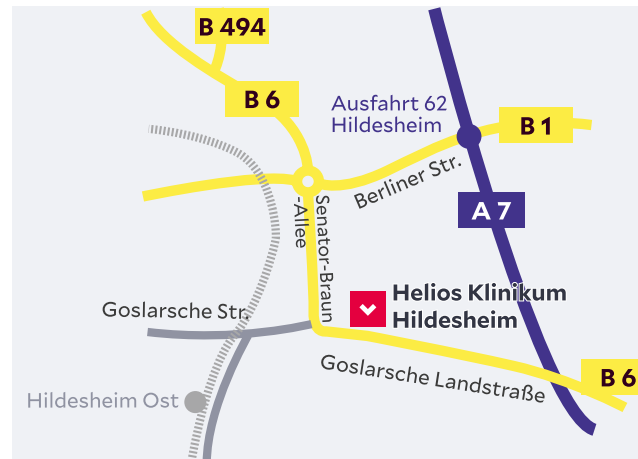 B 494
B 6
Ausfahrt 62
Hildesheim
B 1
Berliner Str.
A 7
Senator-Braun
-Allee
Helios Klinikum
Hildesheim
Goslarsche Str.
Goslarsche Landstraße
B 6
Hildesheim Ost